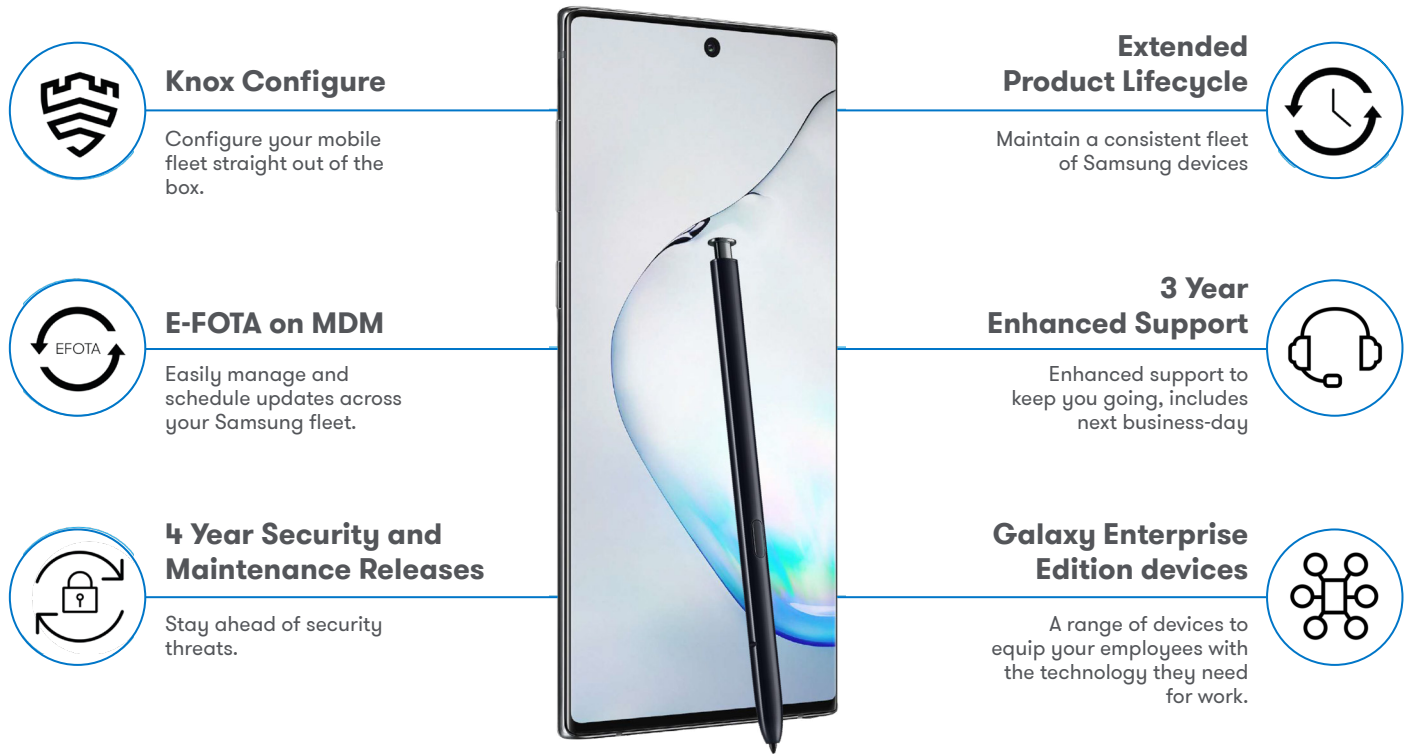 Knox Configure
Configure your mobile
fleet straight out of the
box.
EFOTA
E-FOTA on MDM
Easily manage and
schedule updates across
your Samsung fleet.
4 Year Security and
Maintenance Releases
Stay ahead of security
threats.
Extended
Product Lifecycle
Maintain a consistent fleet
of Samsung devices
3 Year
Enhanced Support
Enhanced support to
keep you going, includes
next business-day
Galaxy Enterprise
Edition devices
A range of devices to
equip your employees with
the technology they need
for work.